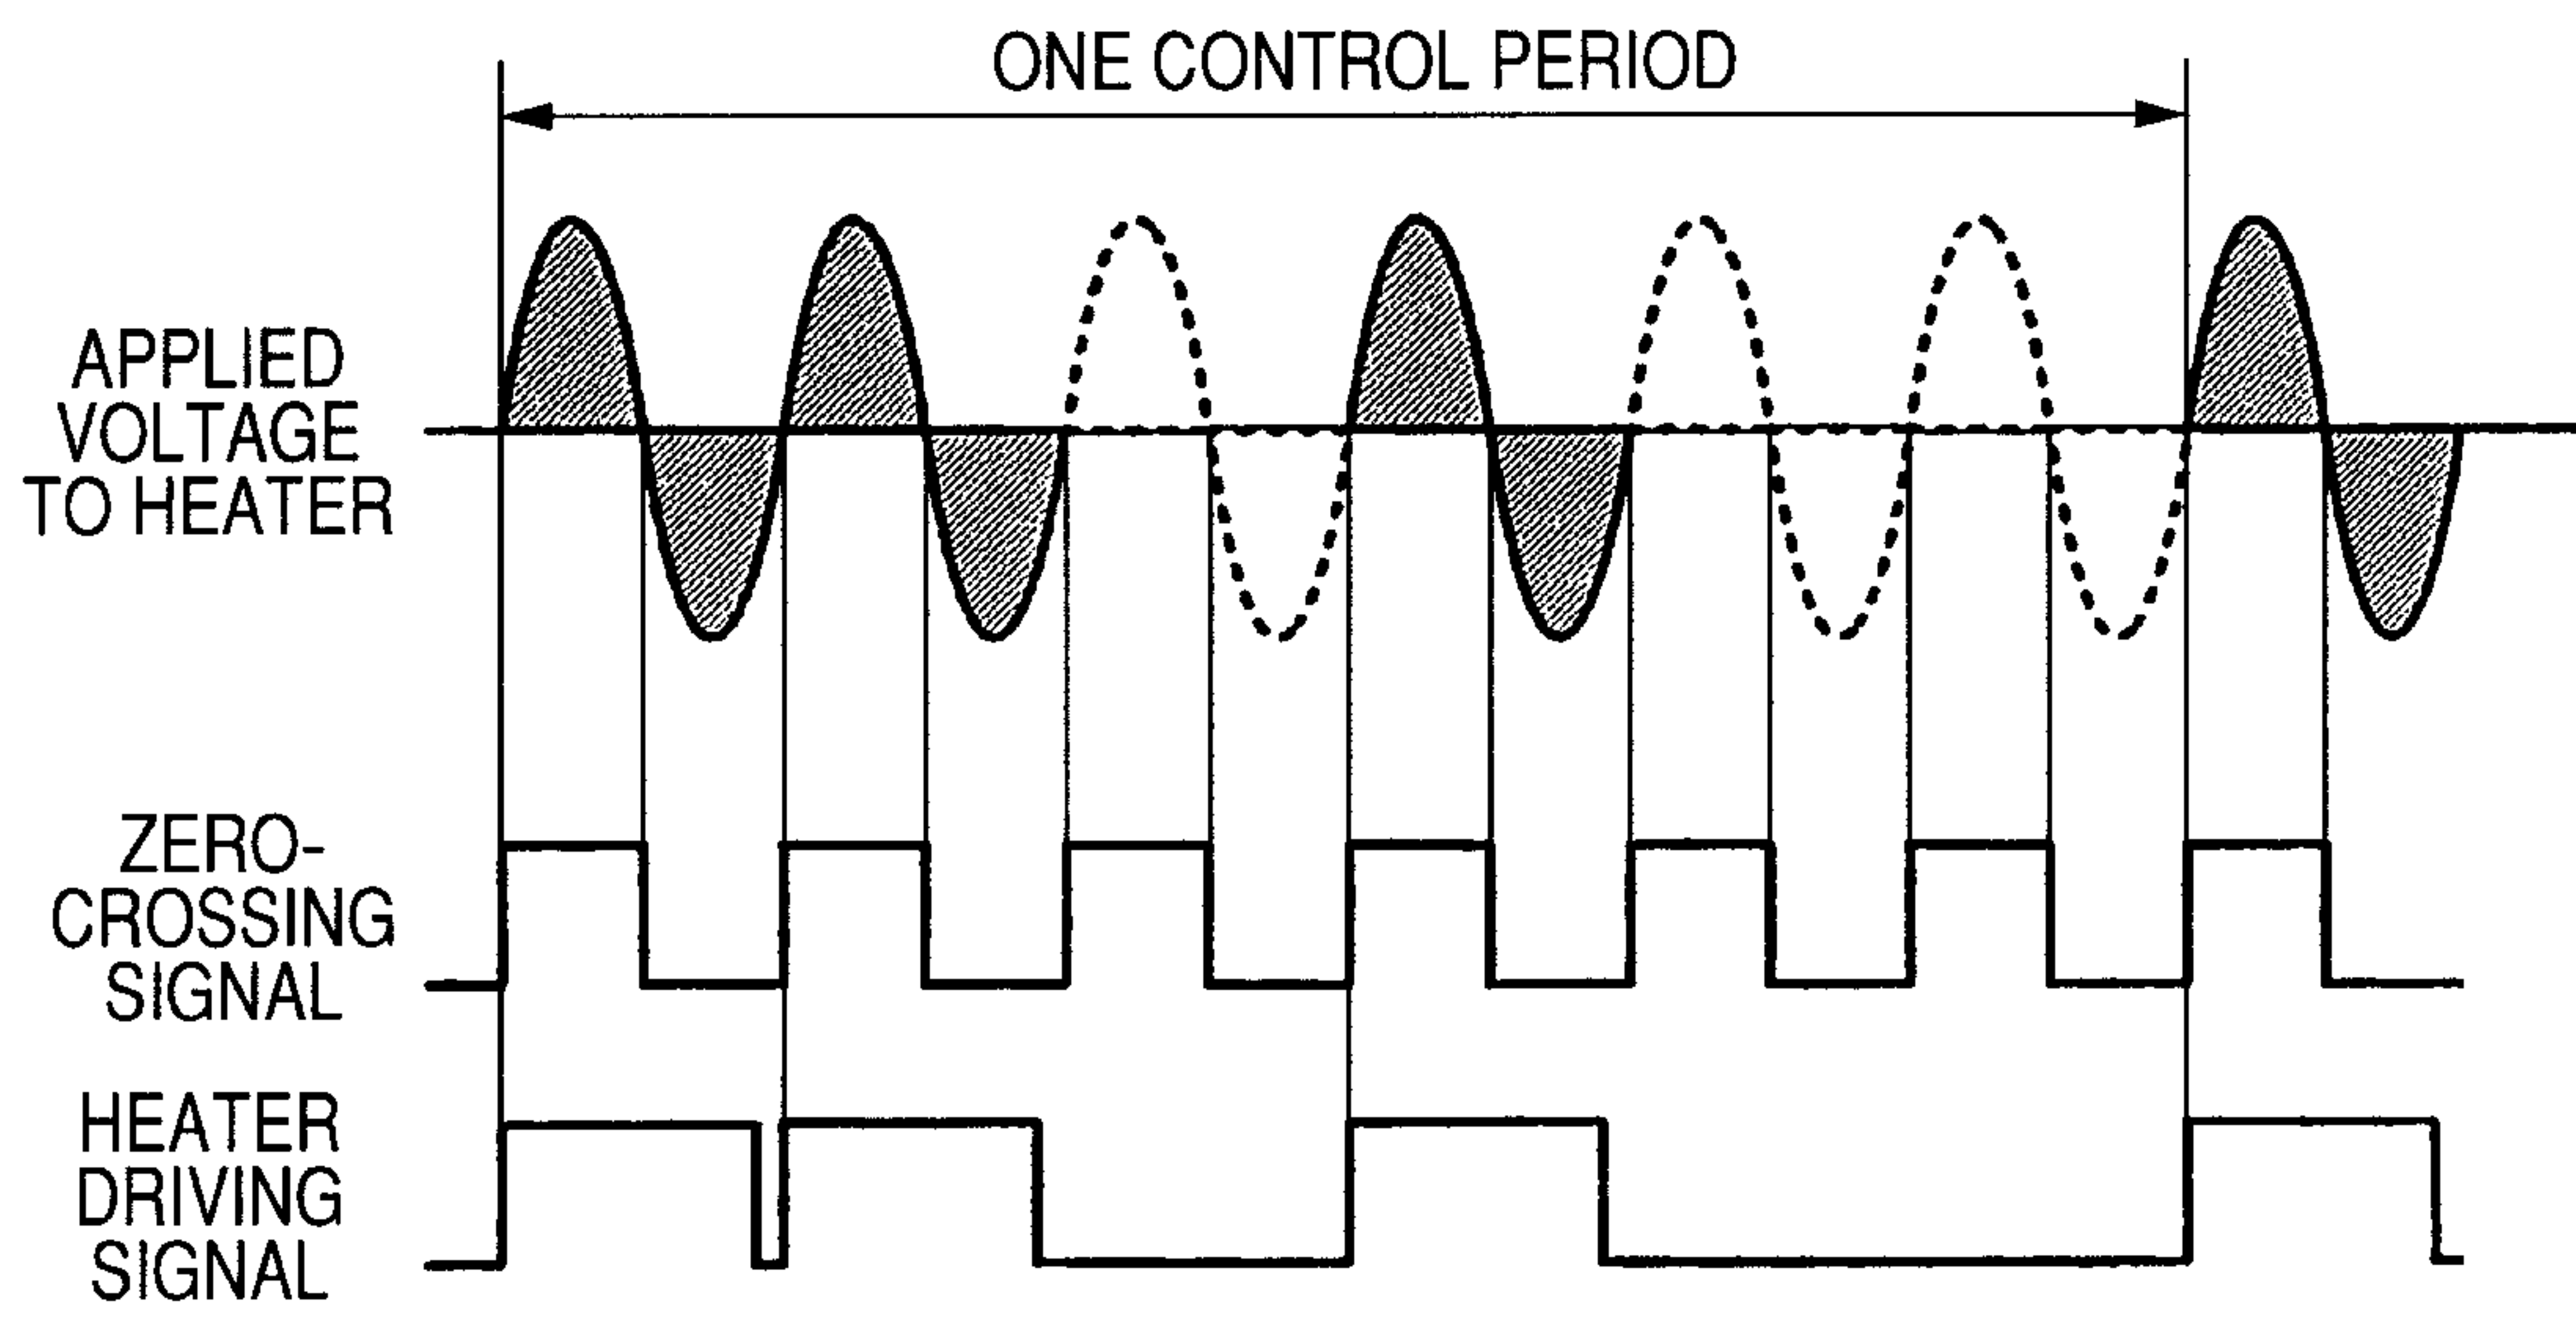 ONE CONTROL PERIOD
APPLIED
VOLTAGE
TO HEATER
ZERO-
CROSSING
SIGNAL
HEATER
DRIVING
SIGNAL